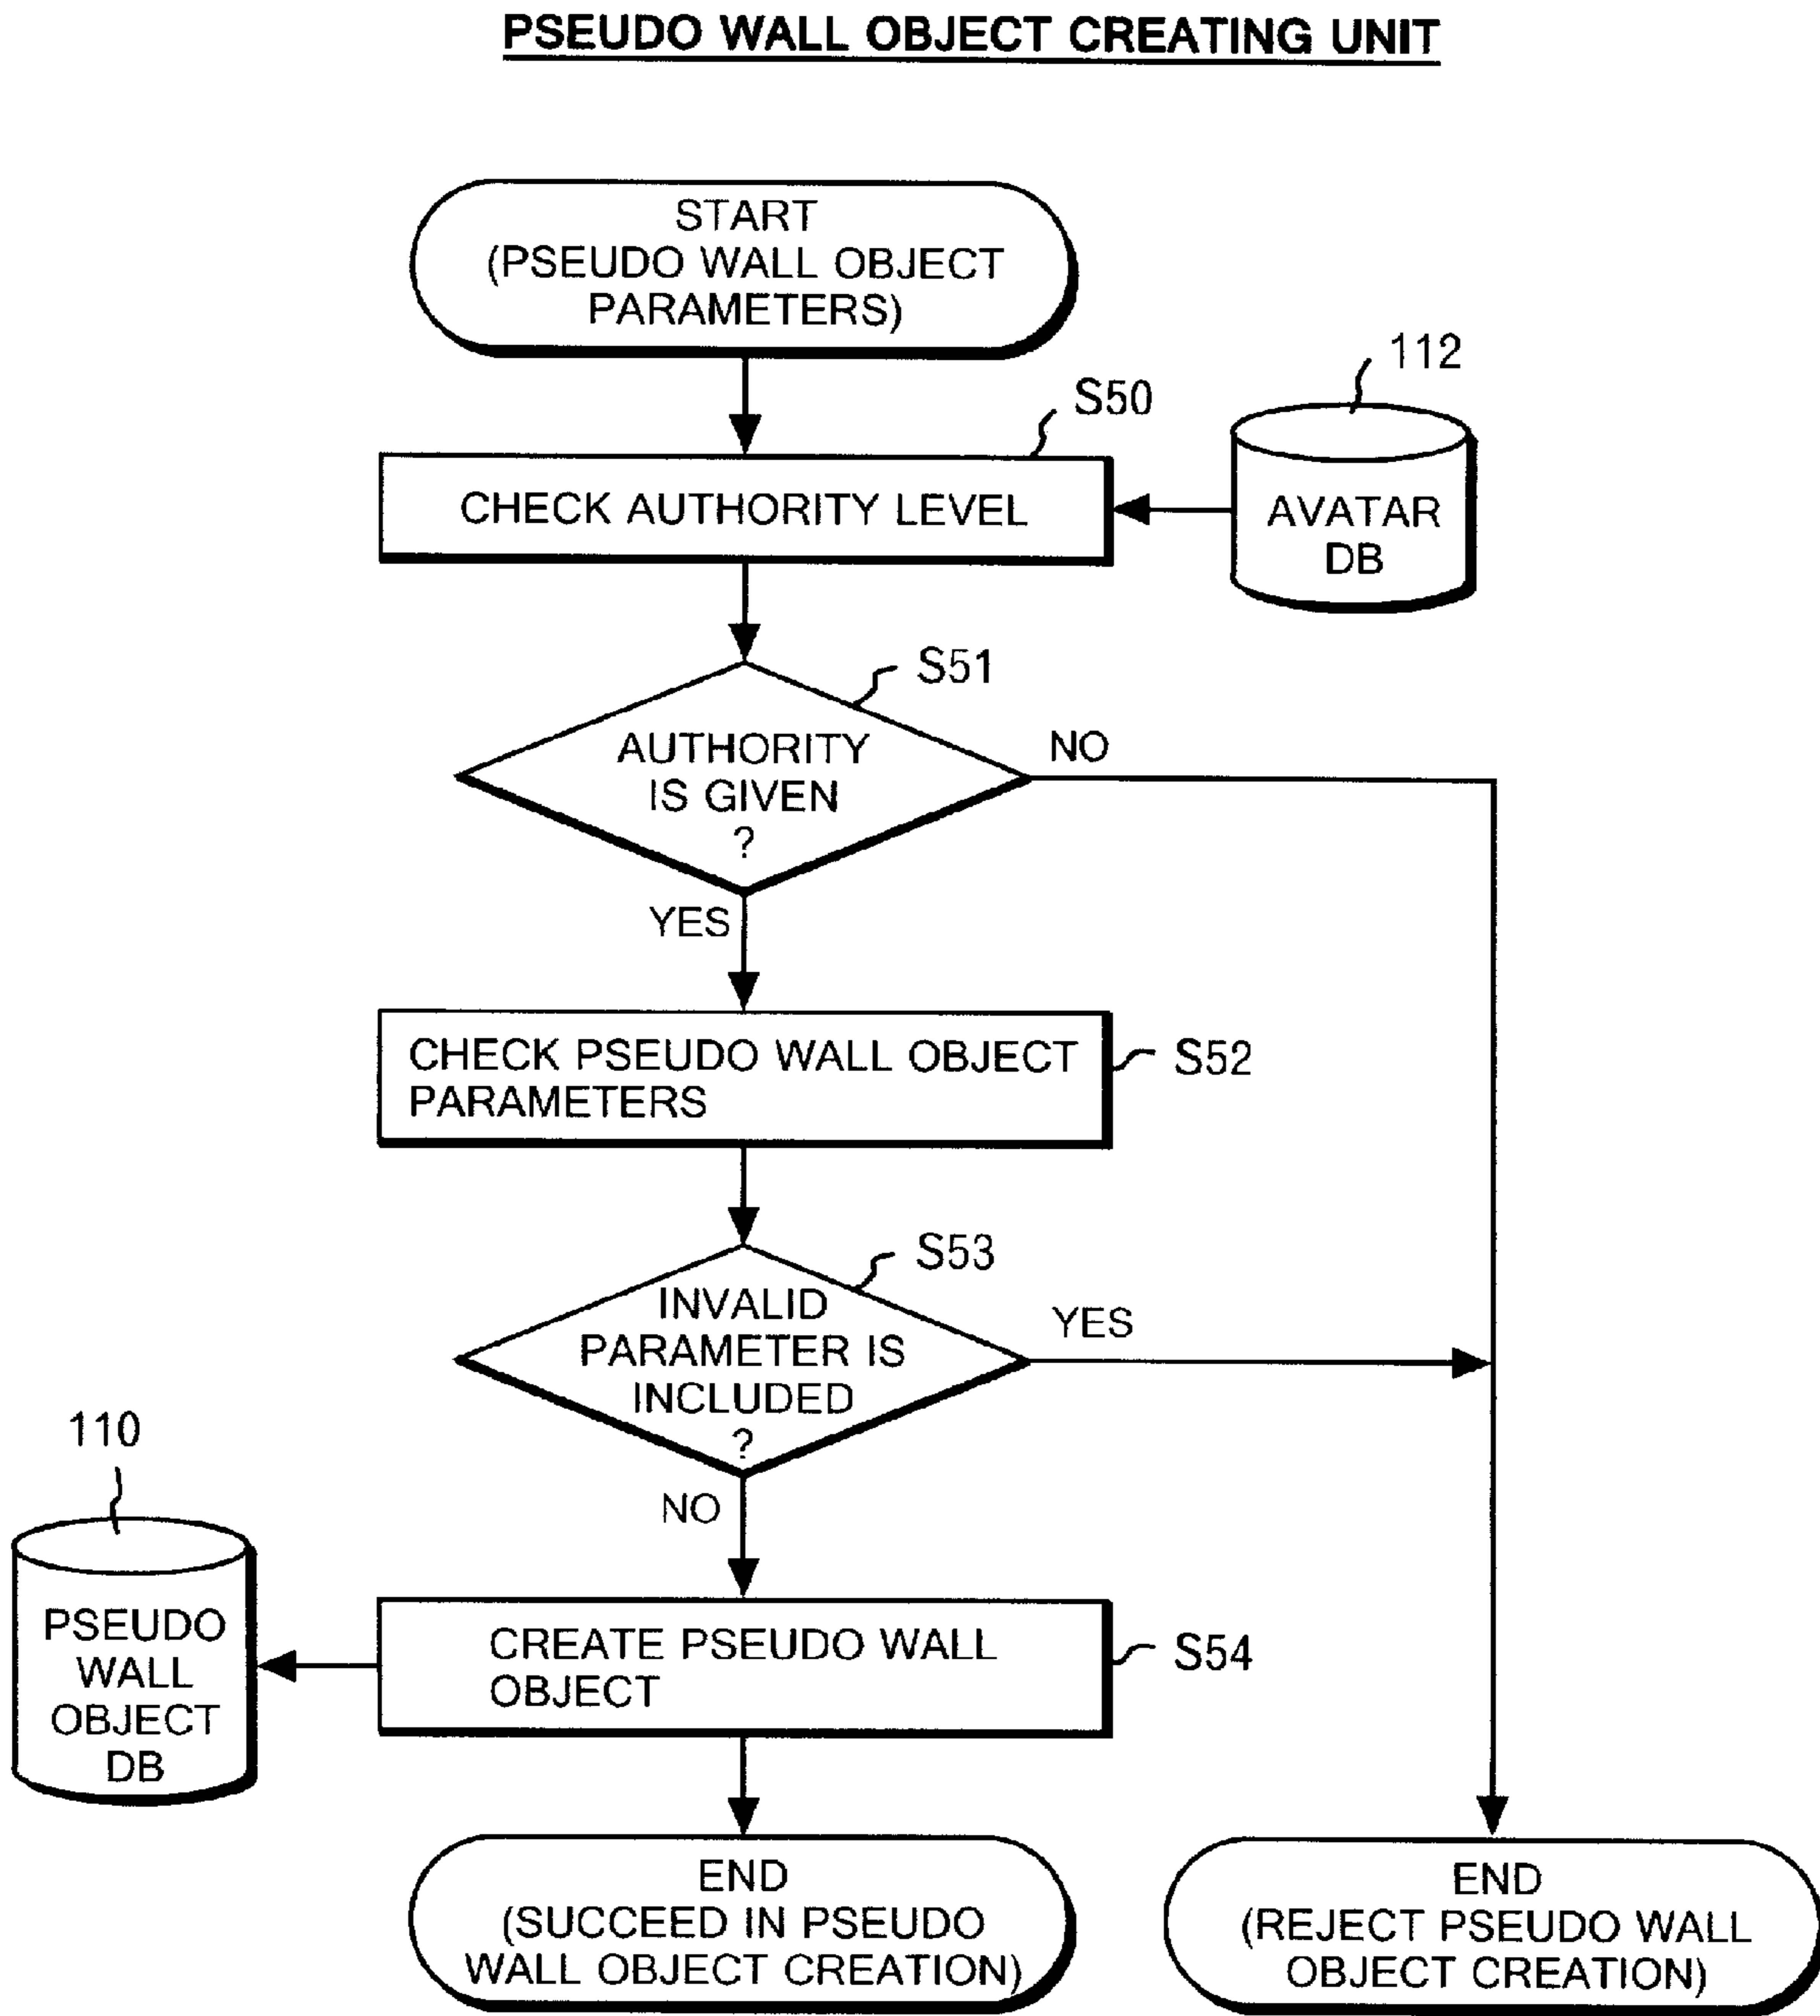 PSEUDO WALL OBJECT CREATING UNIT
START
(PSEUDO WALL OBJECT
PARAMETERS)
112
S50
CHECK AUTHORITY LEVEL
AVATAR
DB
S51
AUTHORITY
IS GIVEN
?
NO
YES
CHECK PSEUDO WALL OBJECT
PARAMETERS
S52
S53
INVALID
PARAMETER IS
INCLUDED
?
YES
NO
110
PSEUDO
WALL
OBJECT
DB
CREATE PSEUDO WALL
OBJECT
S54
END
(SUCCEED IN PSEUDO
WALL OBJECT CREATION)
END
(REJECT PSEUDO WALL
OBJECT CREATION)